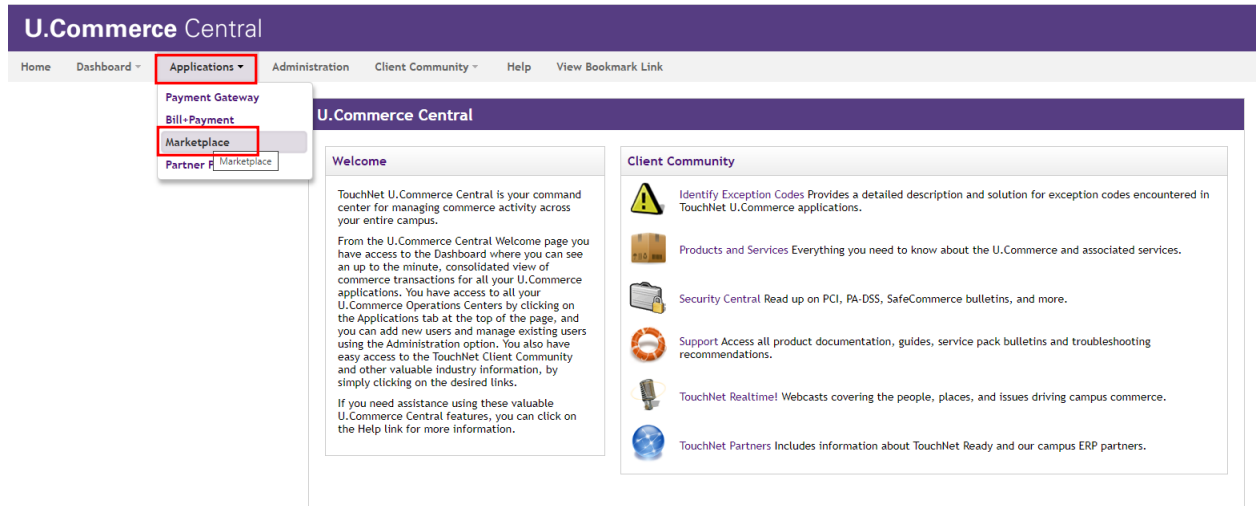 U.Commerce Central
Home Dashboard Applications Administration Client Community Help View Bookmark Link
Payment Gateway
Bill+Payment
Marketplace
Partner
Marketplace
U.Commerce Central
Welcome
TouchNet U.Commerce Central is your command
center for managing commerce activity across
your entire campus.
From the U.Commerce Central Welcome page you
have access to the Dashboard where you can see
an up to the minute, consolidated view of
commerce transactions for all your U.Commerce
applications. You have access to all your
U.Commerce Operations Centers by clicking on
the Applications tab at the top of the page, and
you can add new users and manage existing users
using the Administration option. You also have
easy access to the TouchNet Client Community
and other valuable industry information, by
simply clicking on the desired links.
If you need assistance using these valuable
U.Commerce Central features, you can click on
the Help link for more information.
Client Community
Identify Exception Codes Provides a detailed description and solution for exception codes encountered in
TouchNet U.Commerce applications.
Products and Services Everything you need to know about the U.Commerce and associated services.
Security Central Read up on PCI, PA-DSS, SafeCommerce bulletins, and more.
Support Access all product documentation, guides, service pack bulletins and troubleshooting
recommendations.
TouchNet Realtime! Webcasts covering the people, places, and issues driving campus commerce.
TouchNet Partners Includes information about TouchNet Ready and our campus ERP partners.